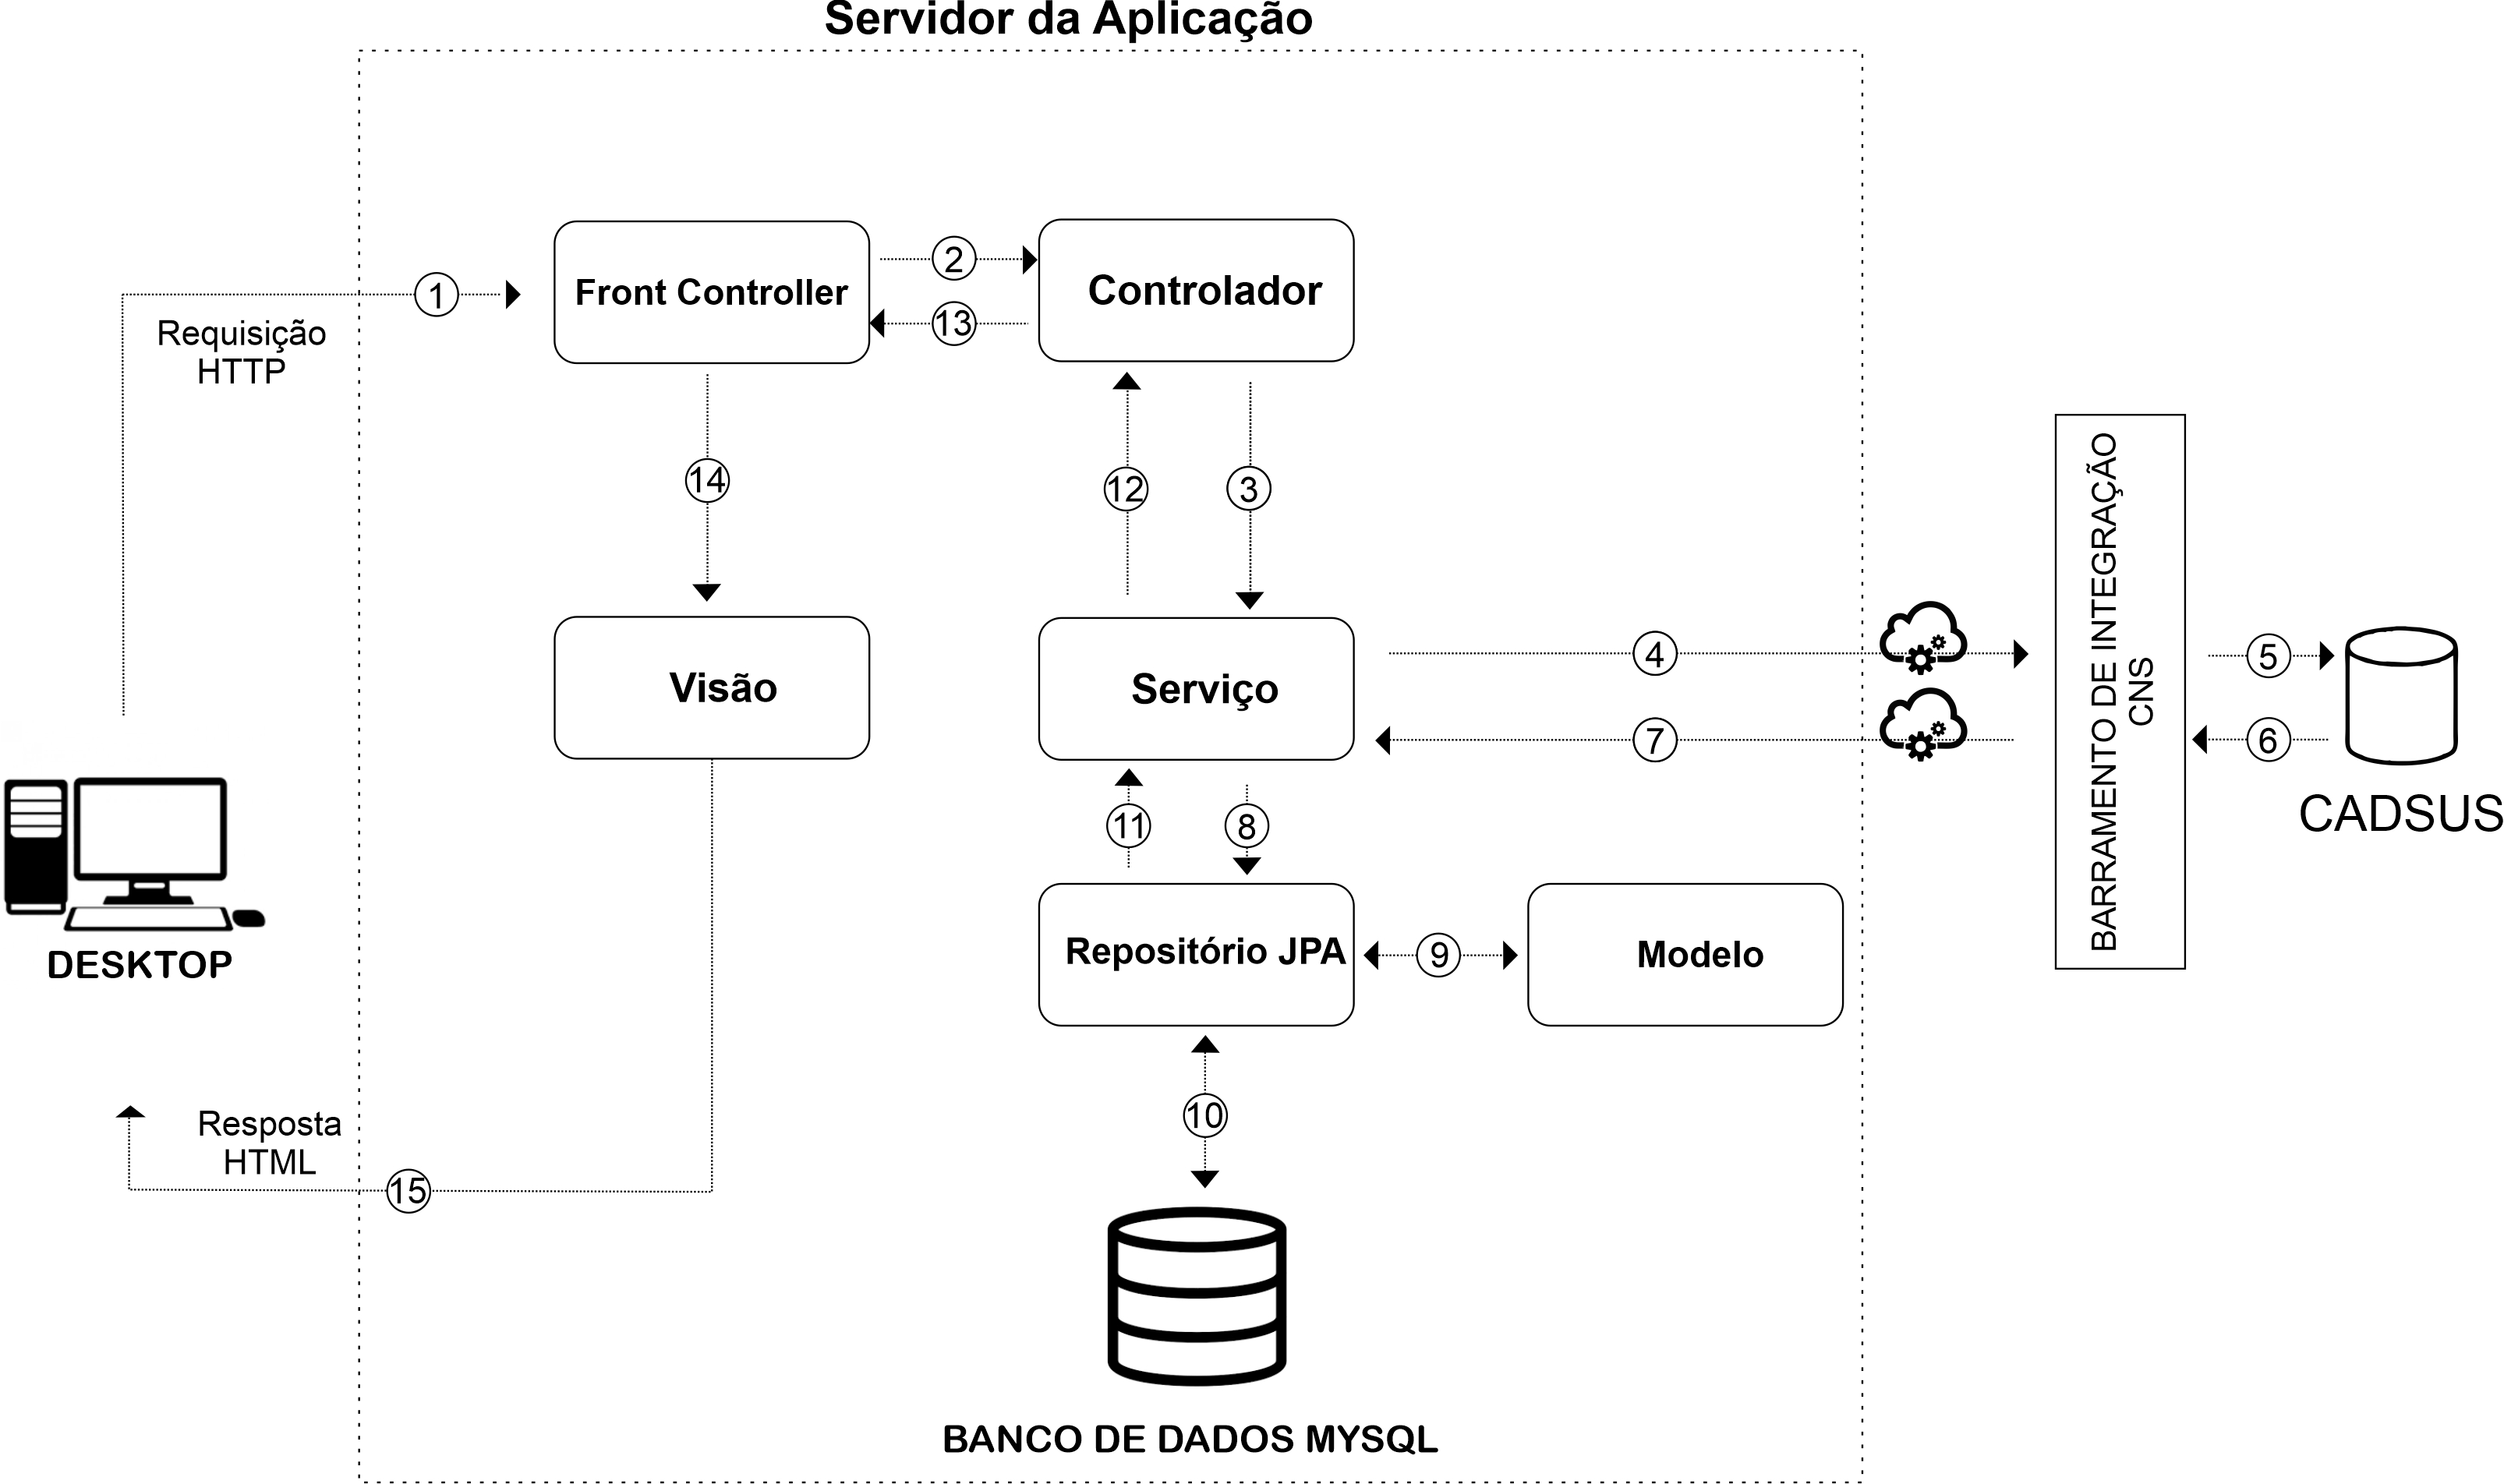 Servidor da Aplicação
1
Requisição
HTTP
Front Controller
2
13
Controlador
14
12
3
Visão
Serviço
4
7
BARRAMENTO DE INTEGRAÇÃO
CNS
5
6
CADSUS
11
8
DESKTOP
Repositório JPA
9
Modelo
10
Resposta
HTML
15
BANCO DE DADOS MYSQL